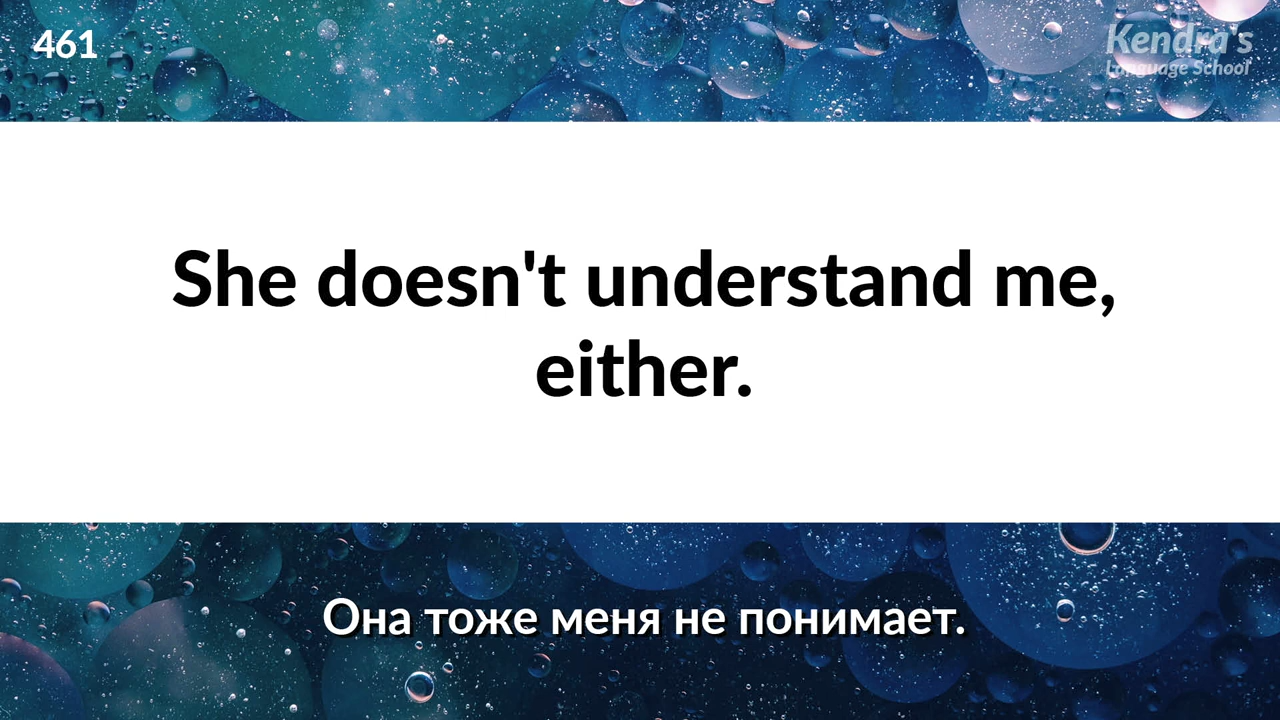 461
Kendra's
Language School
She doesn't understand me,
either.
Она тоже меня не понимает.